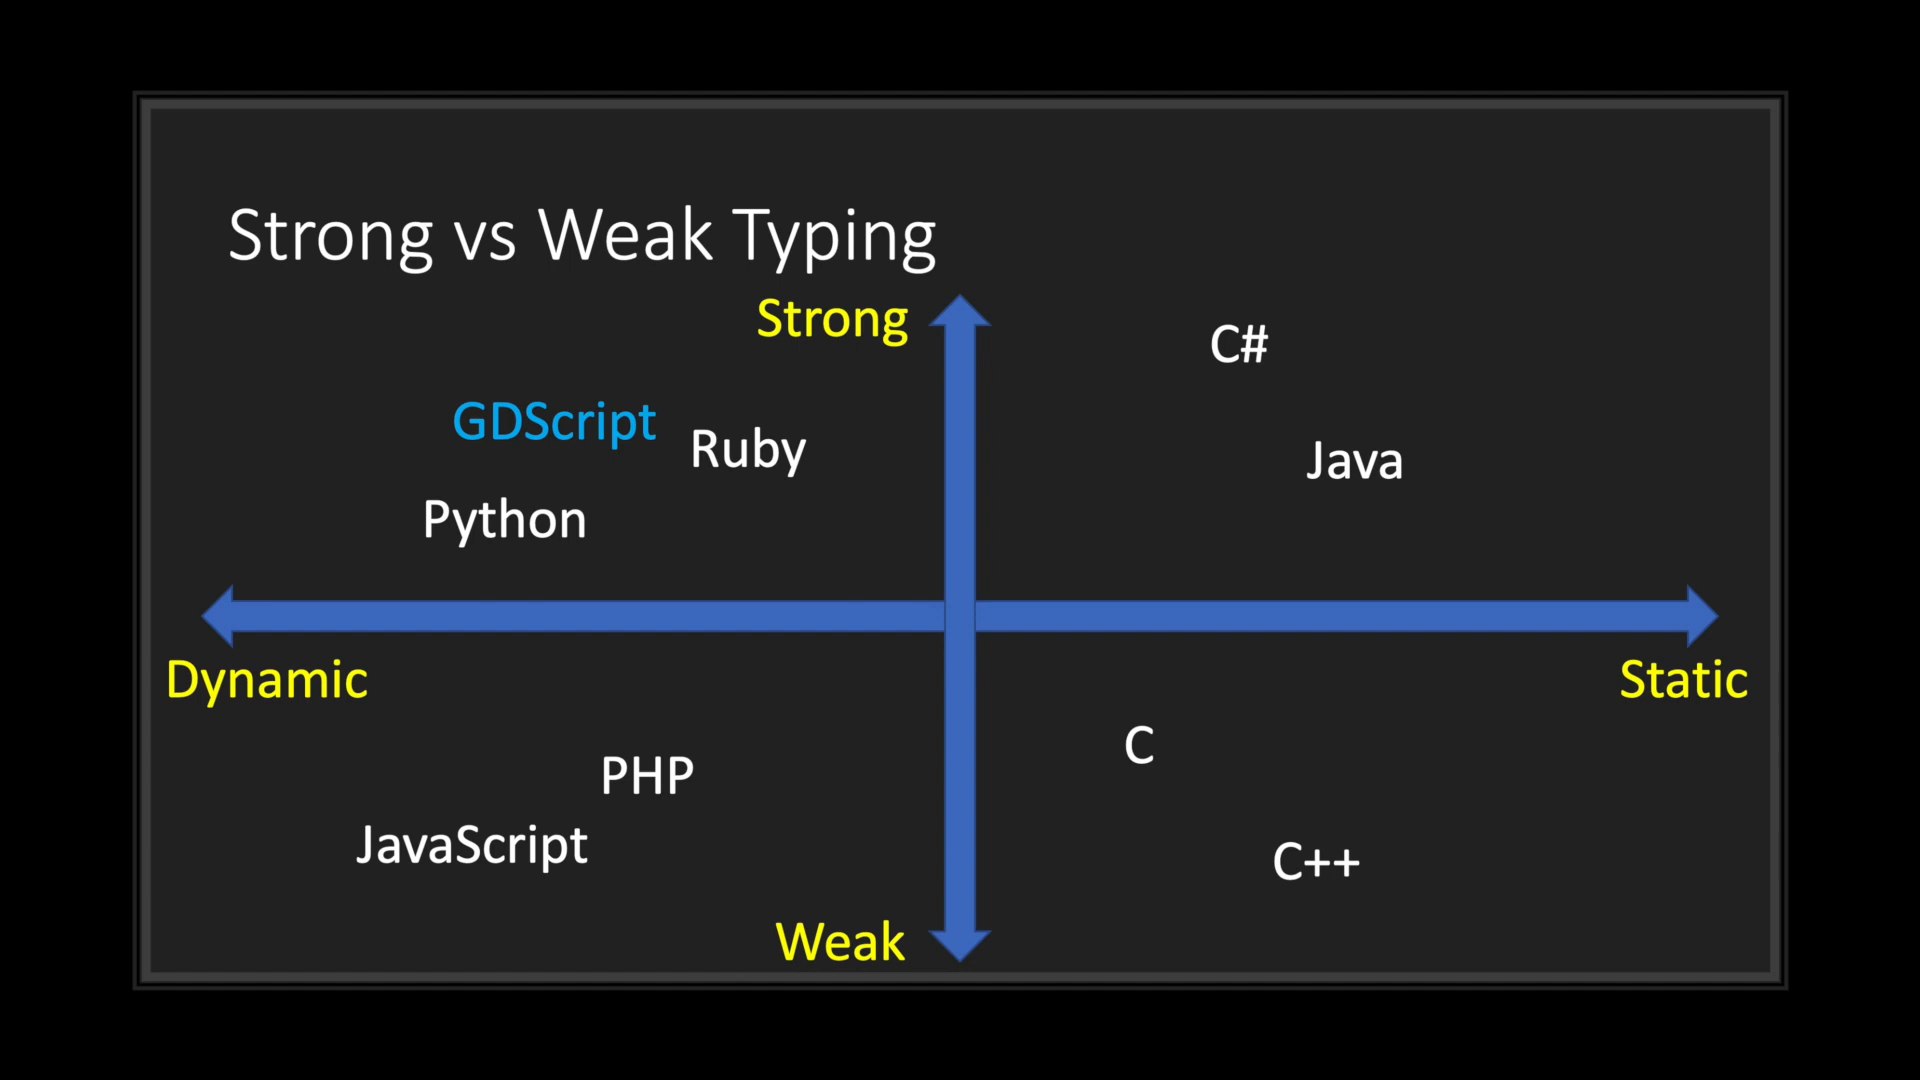 Strong vs Weak Typing
Strong
C#
GDScript
Ruby
Java
Python
Dynamic
Static
C
PHP
JavaScript
C++
Weak